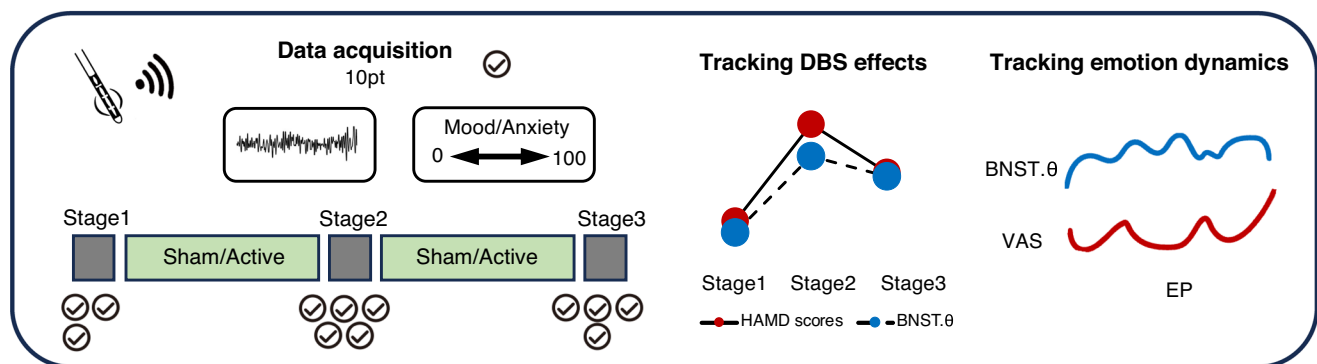 Data acquisition
10pt
Mood/Anxiety
0 100
Stage1 Stage2 Stage3
Sham/Active Sham/Active
Tracking DBS effects
Stage1 Stage2 Stage3
HAMD scores BNST.θ
Tracking emotion dynamics
BNST.θ
VAS
EP